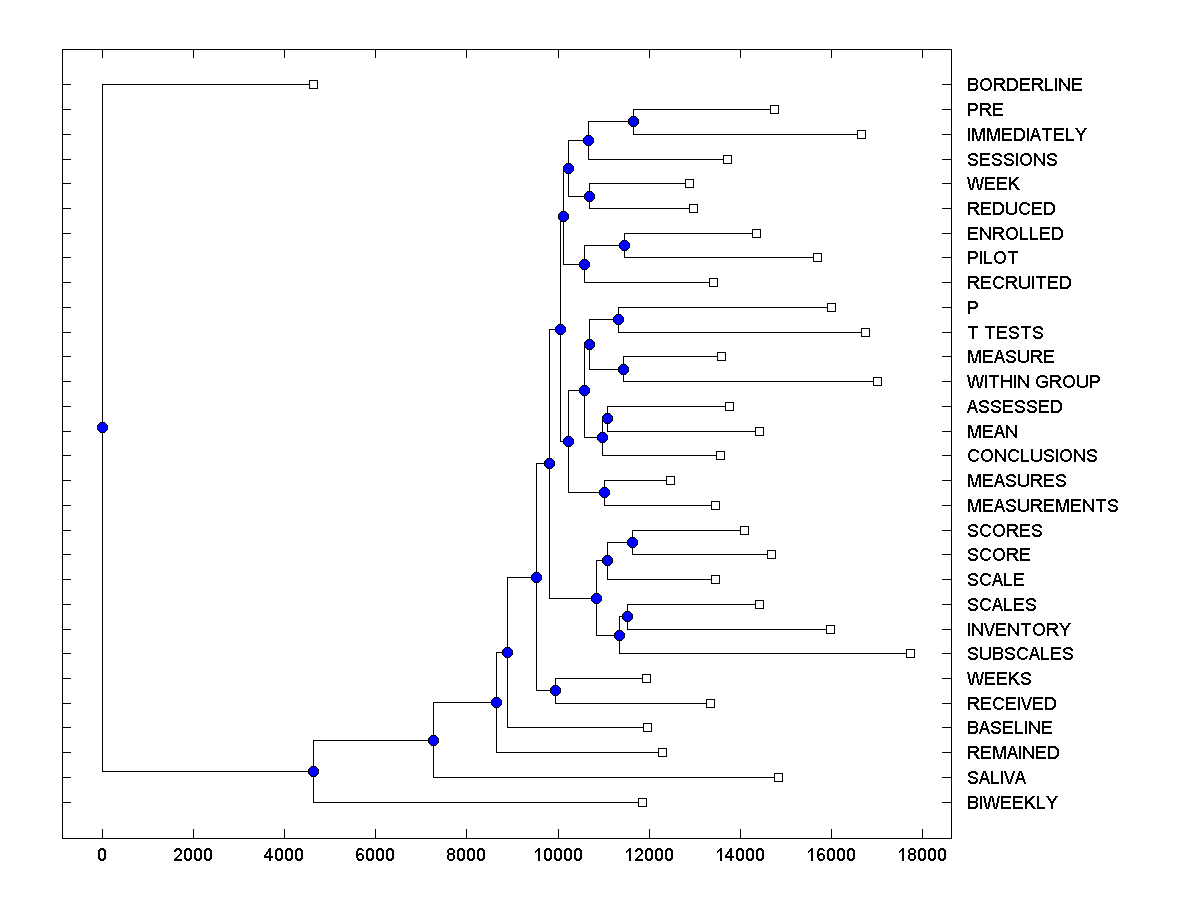 BORDERLINE
PRE
IMMEDIATELY
SESSIONS
WEEK
REDUCED
ENROLLED
PILOT
RECRUITED
P
T TESTS
MEASURE
WITHIN GROUP
ASSESSED
MEAN
CONCLUSIONS
MEASURES
MEASUREMENTS
SCORES
SCORE
SCALE
SCALES
INVENTORY
SUBSCALES
WEEKS
RECEIVED
BASELINE
REMAINED
SALIVA
BIWEEKLY
0 2000 4000 6000 8000 10000 12000 14000 16000 18000